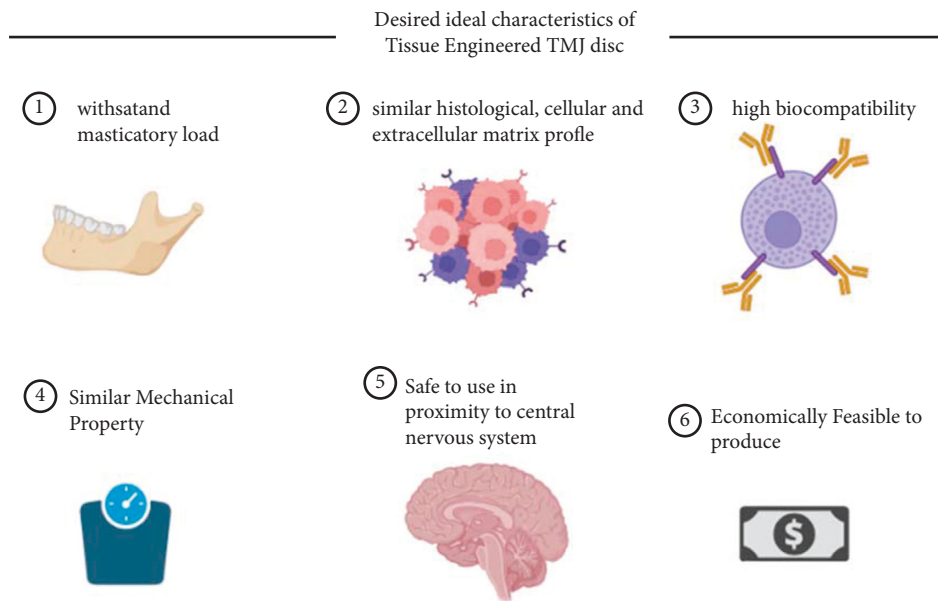 Desired ideal characteristics of
Tissue Engineered TMJ disc
1 withsatand
masticatory load
2 similar histological, cellular and
extracellular matrix profle
3 high biocompatibility
4 Similar Mechanical
Property
5 Safe to use in
proximity to central
nervous system
6 Economically Feasible to
produce
$